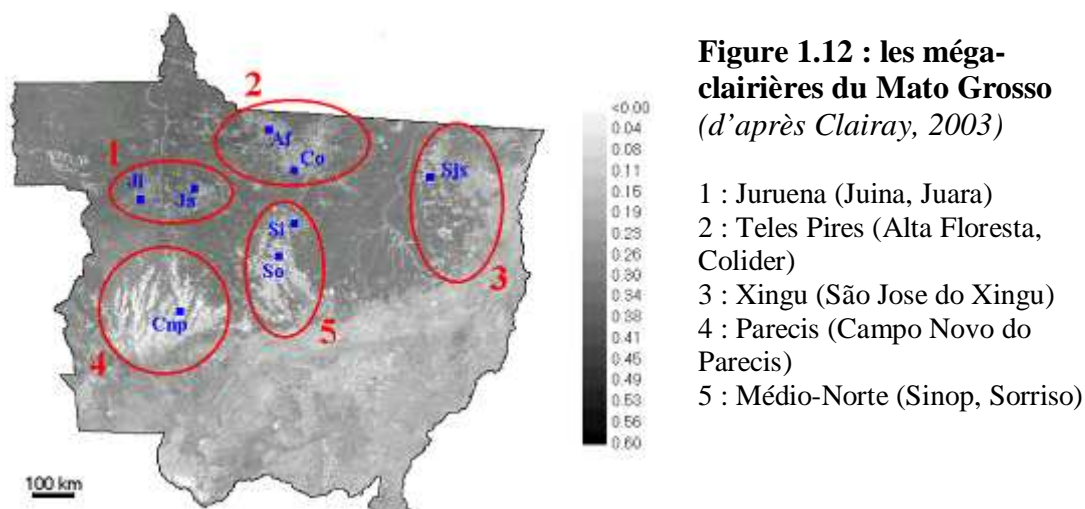 Figure 1.12 : les méga-
clairières du Mato Grosso
(d'après Clairay, 2003)
1 : Juruena (Juina, Juara)
2 : Teles Pires (Alta Floresta,
Colider)
3 : Xingu (São Jose do Xingu)
4 : Parecis (Campo Novo do
Parecis)
5 : Médio-Norte (Sinop, Sorriso)
2
Af
Co
1
Ji
Ja
Sjx
3
Si
So
Cnp
4
5
100 km
<0.00
0.04
0.08
0.11
0.15
0.19
0.23
0.26
0.30
0.34
0.38
0.41
0.45
0.49
0.53
0.56
0.60